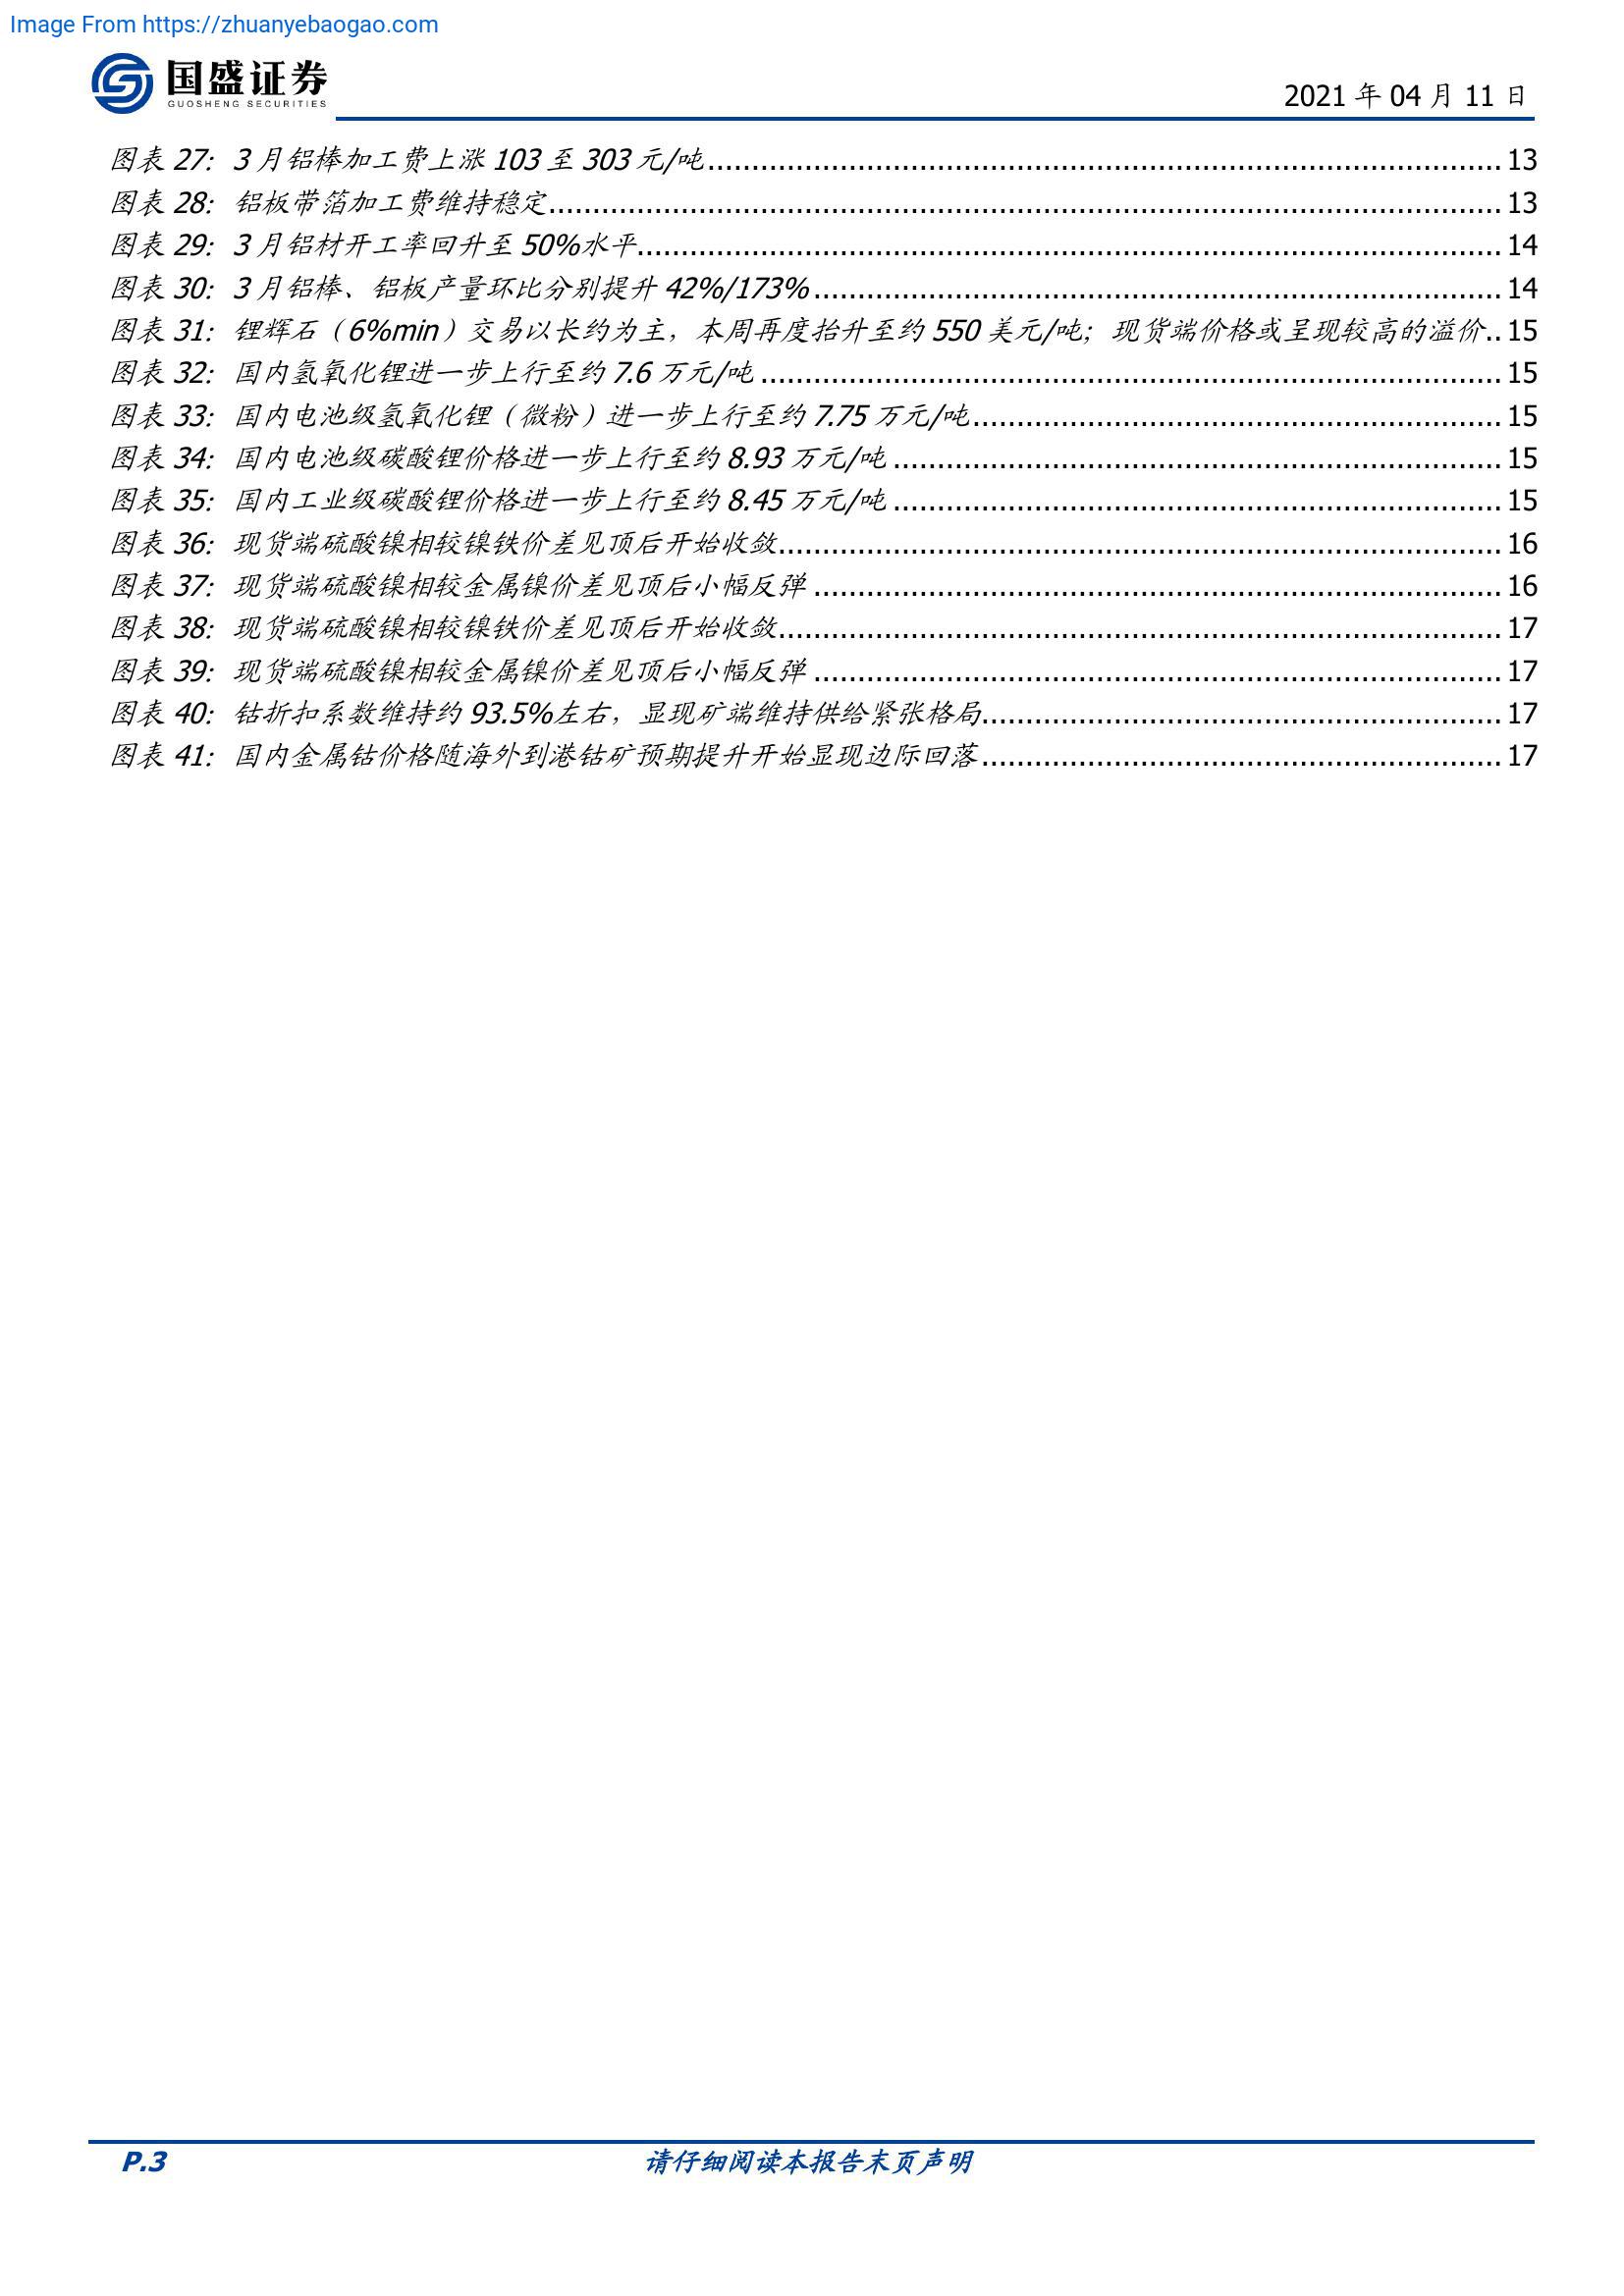 Image From https://zhuanyebaogao.com
国盛证券
GUOSHENG SECURITIES
2021 年 04 月 11 日
图表 27: 3 月铝棒加工费上涨 103 至 303 元/吨 13
图表 28: 铝板带箔加工费维持稳定 13
图表 29: 3 月铝材开工率回升至 50%水平 14
图表 30: 3 月铝棒、铝板产量环比分别提升 42%/173% 14
图表 31: 锂辉石（6%min）交易以长约为主，本周再度抬升至约 550 美元/吨；现货端价格或呈现较高的溢价 15
图表 32: 国内氢氧化锂进一步上行至约 7.6 万元/吨 15
图表 33: 国内电池级氢氧化锂（微粉）进一步上行至约 7.75 万元/吨 15
图表 34: 国内电池级碳酸锂价格进一步上行至约 8.93 万元/吨 15
图表 35: 国内工业级碳酸锂价格进一步上行至约 8.45 万元/吨 15
图表 36: 现货端硫酸镍相较镍铁价差见顶后开始收敛 16
图表 37: 现货端硫酸镍相较金属镍价差见顶后小幅反弹 16
图表 38: 现货端硫酸镍相较镍铁价差见顶后开始收敛 17
图表 39: 现货端硫酸镍相较金属镍价差见顶后小幅反弹 17
图表 40: 钴折扣系数维持约 93.5%左右，显现矿端维持供给紧张格局 17
图表 41: 国内金属钴价格随海外到港钴矿预期提升开始显现边际回落 17
P.3
请仔细阅读本报告末页声明